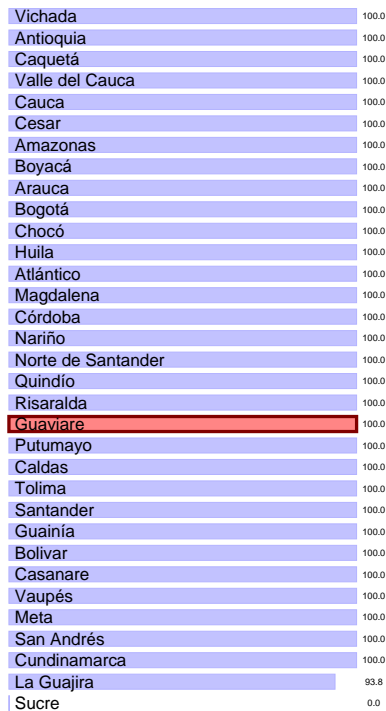 Vichada 100.0
Antioquia 100.0
Caquetá 100.0
Valle del Cauca 100.0
Cauca 100.0
Cesar 100.0
Amazonas 100.0
Boyacá 100.0
Arauca 100.0
Bogotá 100.0
Chocó 100.0
Huila 100.0
Atlántico 100.0
Magdalena 100.0
Córdoba 100.0
Nariño 100.0
Norte de Santander 100.0
Quindío 100.0
Risaralda 100.0
Guaviare 100.0
Putumayo 100.0
Caldas 100.0
Tolima 100.0
Santander 100.0
Guainía 100.0
Bolivar 100.0
Casanare 100.0
Vaupés 100.0
Meta 100.0
San Andrés 100.0
Cundinamarca 100.0
La Guajira 93.8
Sucre 0.0